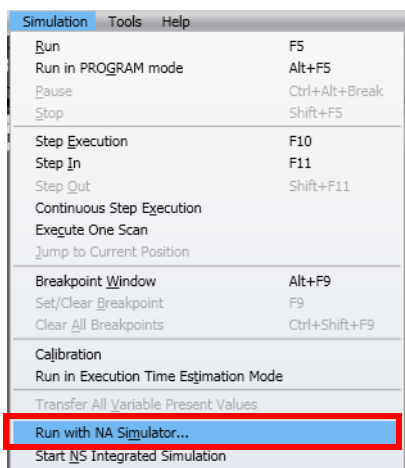 Simulation Tools Help
Run F5
Run in PROGRAM mode Alt+F5
Pause Ctrl+Alt+Break
Stop Shift+F5
Step Execution F10
Step In F11
Step Out Shift+F11
Continuous Step Execution
Execute One Scan
Jump to Current Position
Breakpoint Window Alt+F9
Set/Clear Breakpoint F9
Clear All Breakpoints Ctrl+Shift+F9
Calibration
Run in Execution Time Estimation Mode
Transfer All Variable Present Values
Run with NA Simulator...
Start NS Integrated Simulation